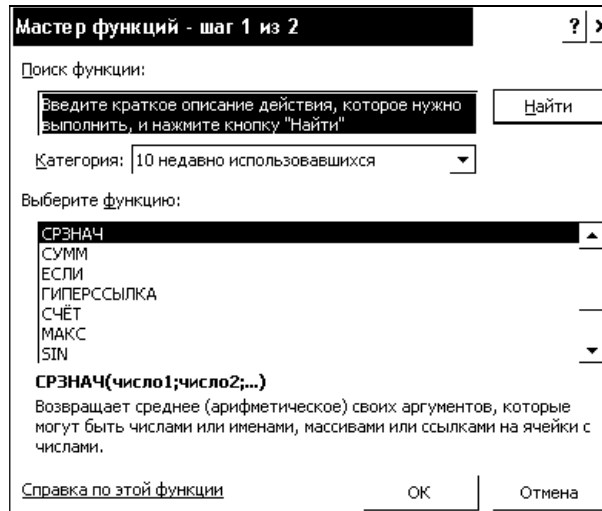 Мастер функций - шаг 1 из 2
Поиск функции:
Введите краткое описание действия, которое нужно
выполнить, и нажмите кнопку "Найти"
Найти
Категория: 10 недавно использовавшихся
Выберите функцию:
СРЗНАЧ
СУММ
ЕСЛИ
ГИПЕРССЫЛКА
СЧЁТ
МАКС
SIN
СРЗНАЧ(число1;число2;...)
Возвращает среднее (арифметическое) своих аргументов, которые
могут быть числами или именами, массивами или ссылками на ячейки с
числами.
Справка по этой функции
ОК
Отмена